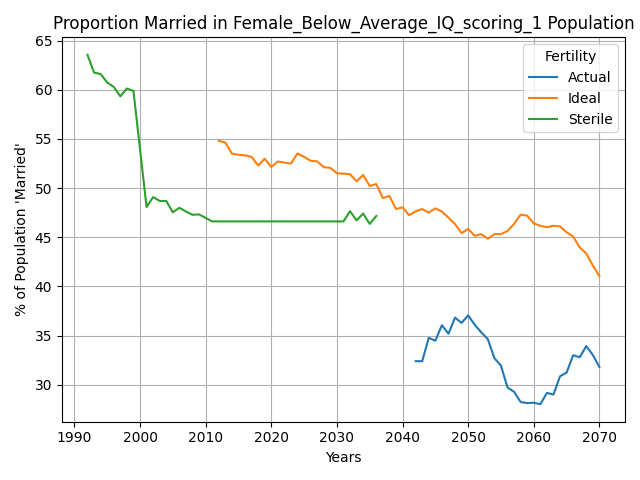 Proportion Married in Female_Below_Average_IQ_scoring_1 Population
% of Population 'Married'
65
60
55
50
45
40
35
30
Fertility
Actual
Ideal
Sterile
1990 2000 2010 2020 2030 2040 2050 2060 2070
Years